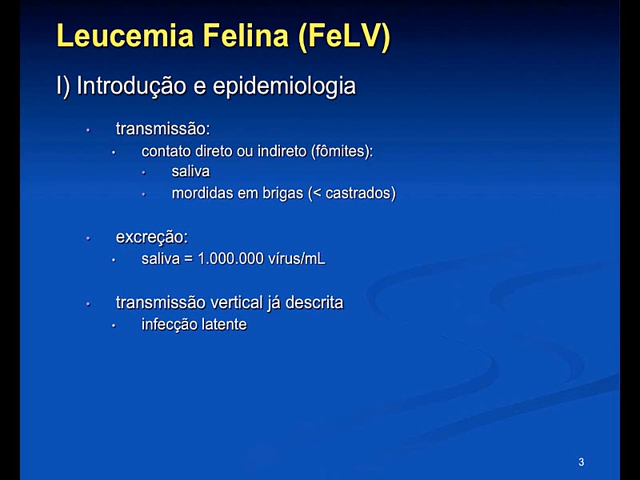 Leucemia Felina (FeLV)
I) Introdução e epidemiologia
• transmissão:
• contato direto ou indireto (fômites):
• saliva
• mordidas em brigas (< castrados)
• excreção:
• saliva = 1.000.000 vírus/mL
• transmissão vertical já descrita
• infecção latente
3